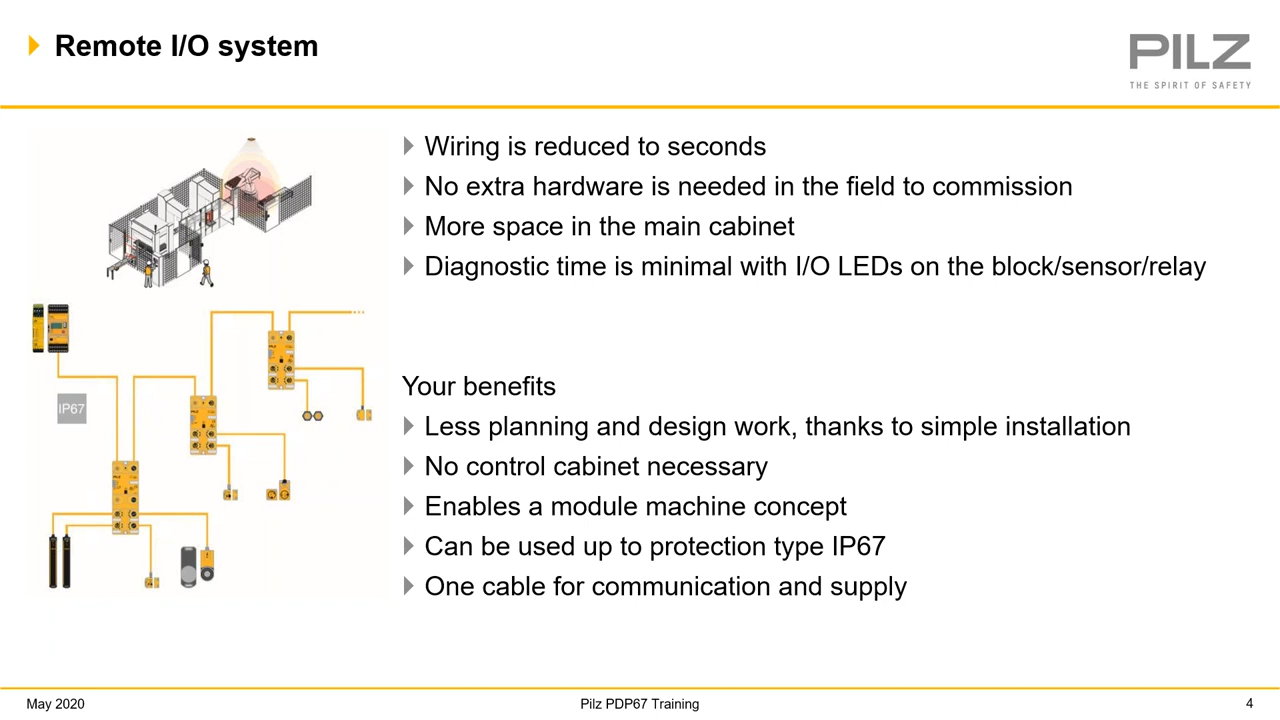 Remote I/O system
PILZ
THE SPIRIT OF SAFETY
Wiring is reduced to seconds
No extra hardware is needed in the field to commission
More space in the main cabinet
Diagnostic time is minimal with I/O LEDs on the block/sensor/relay
IP67
Your benefits
Less planning and design work, thanks to simple installation
No control cabinet necessary
Enables a module machine concept
Can be used up to protection type IP67
One cable for communication and supply
May 2020
Pilz PDP67 Training
4